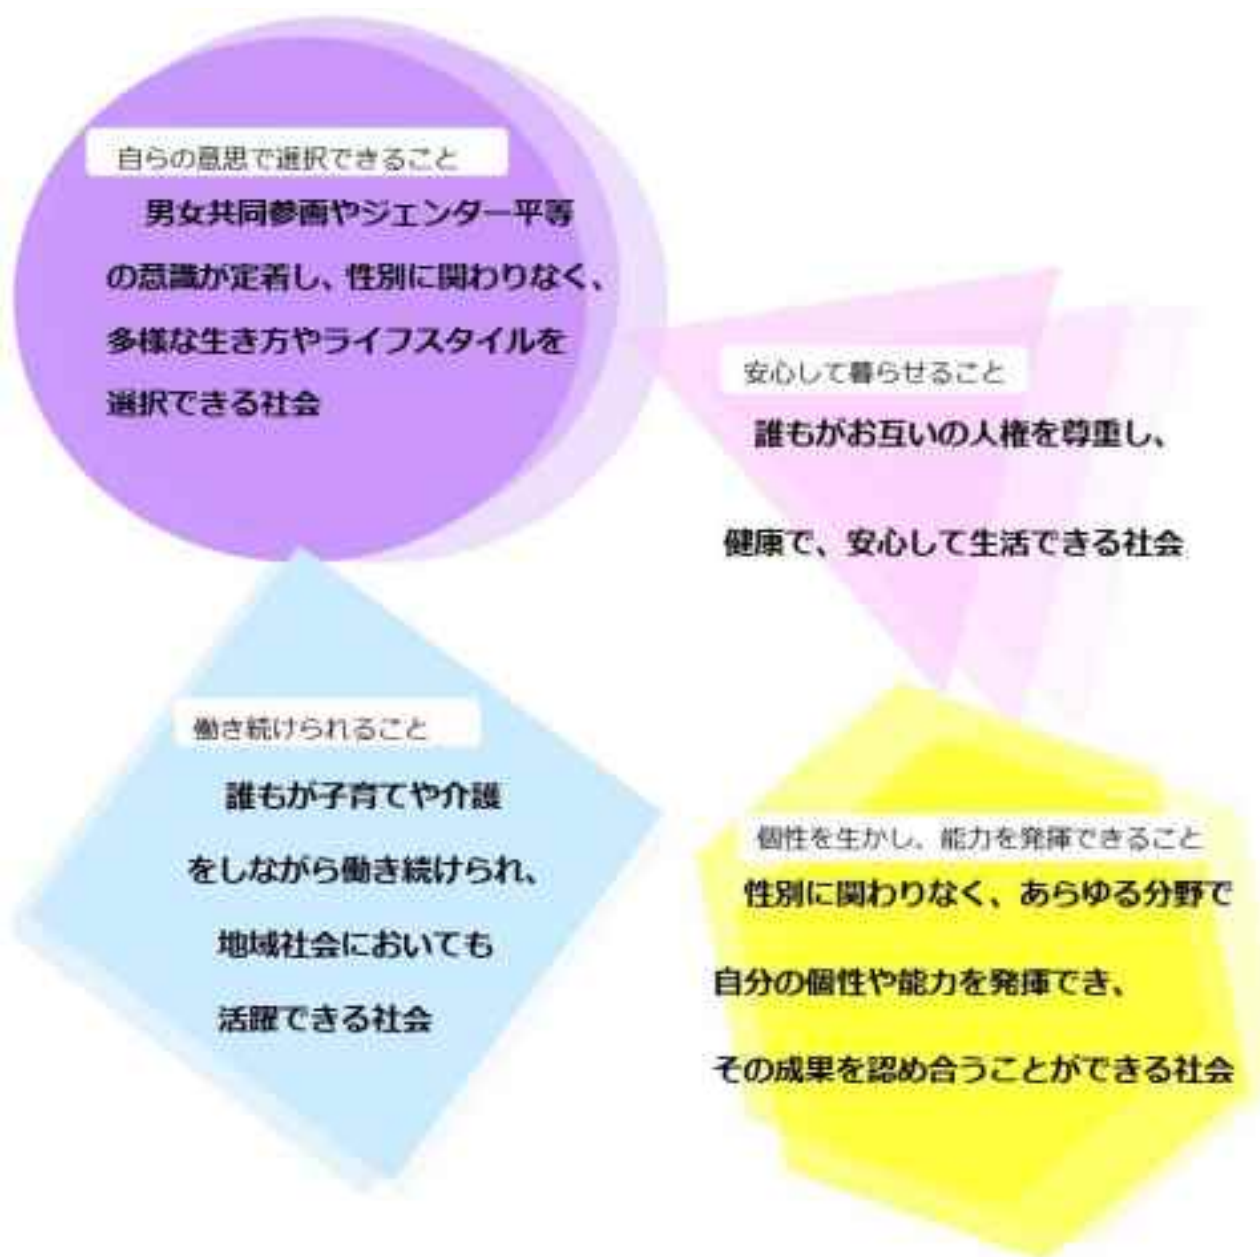 自らの意思で選択できること
男女共同参画やジェンダー平等
の意識が定着し、性別に関わりなく、
多様な生き方やライフスタイルを
選択できる社会
安心して暮らせること
誰もがお互いの人権を尊重し、
健康で、安心して生活できる社会
働き続けられること
誰もが子育てや介護
をしながら働き続けられ、
地域社会においても
活躍できる社会
個性を生かし、能力を発揮できること
性別に関わりなく、あらゆる分野で
自分の個性や能力を発揮でき、
その成果を認め合うことができる社会